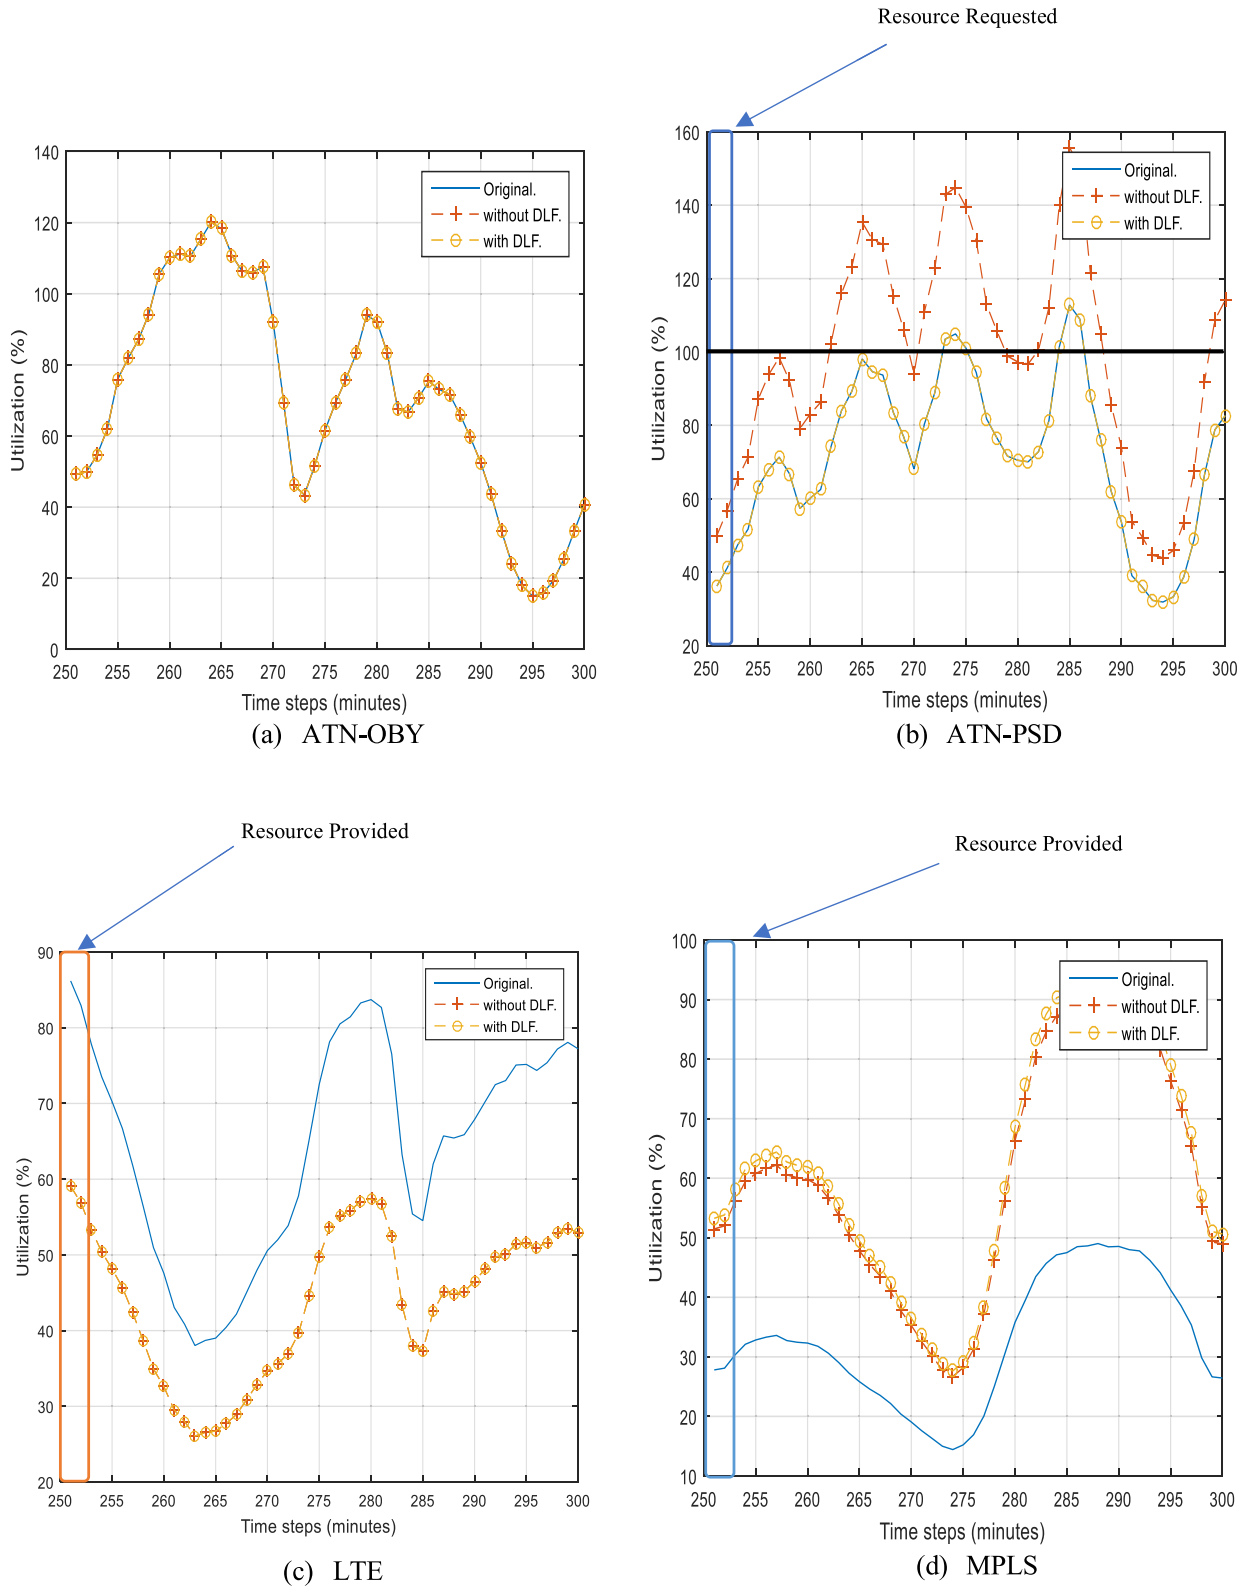 Resource Requested
140
120
100
80
60
40
20
0
Utilization (%)
Original.
without DLF.
with DLF.
250 255 260 265 270 275 280 285 290 295 300
Time steps (minutes)
(a) ATN-OBY
160
140
120
100
80
60
40
20
Utilization (%)
Original.
without DLF.
with DLF.
250 255 260 265 270 275 280 285 290 295 300
Time steps (minutes)
(b) ATN-PSD
Resource Provided
90
80
70
60
50
40
30
20
Utilization (%)
Original.
without DLF.
with DLF.
250 255 260 265 270 275 280 285 290 295 300
Time steps (minutes)
(c) LTE
Resource Provided
100
90
80
70
60
50
40
30
20
10
Utilization (%)
Original.
without DLF.
with DLF.
250 255 260 265 270 275 280 285 290 295 300
Time steps (minutes)
(d) MPLS